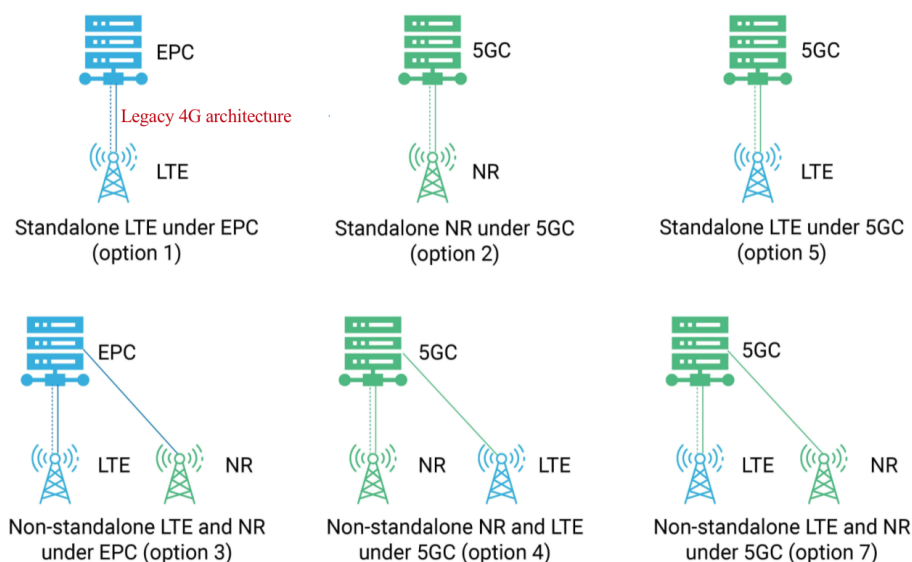 EPC
5GC
5GC
Legacy 4G architecture
LTE
NR
LTE
Standalone LTE under EPC
(option 1)
Standalone NR under 5GC
(option 2)
Standalone LTE under 5GC
(option 5)
EPC
5GC
5GC
LTE
NR
NR
LTE
LTE
NR
Non-standalone LTE and NR
under EPC (option 3)
Non-standalone NR and LTE
under 5GC (option 4)
Non-standalone LTE and NR
under 5GC (option 7)